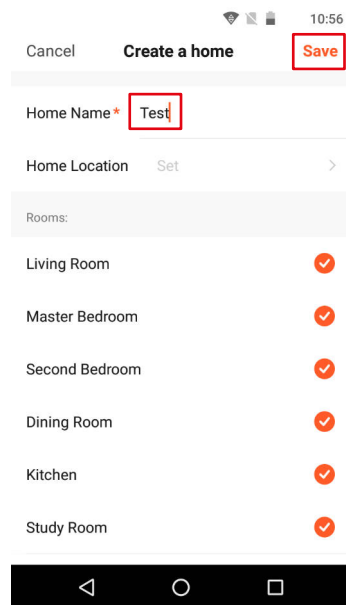 10:56
Cancel Create a home Save
Home Name* Test
Home Location Set
Rooms:
Living Room
Master Bedroom
Second Bedroom
Dining Room
Kitchen
Study Room